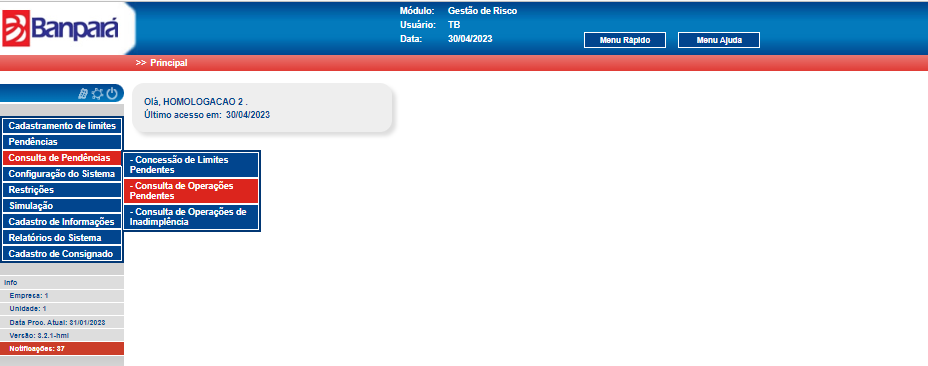 Banpará
Módulo: Gestão de Risco
Usuário: TB
Data: 30/04/2023
Menu Rápido
Menu Ajuda
>> Principal
Olá, HOMOLOGACAO 2 .
Último acesso em: 30/04/2023
Cadastramento de limites
Pendências
Consulta de Pendências
Configuração do Sistema
Restrições
Simulação
Cadastro de Informações
Relatórios do Sistema
Cadastro de Consignado
- Concessão de Limites
Pendentes
- Consulta de Operações
Pendentes
- Consulta de Operações de
Inadimplência
Info
Empresa: 1
Unidade: 1
Data Proc. Atual: 31/01/2023
Versão: 3.2.1-hml
Notificações: 37